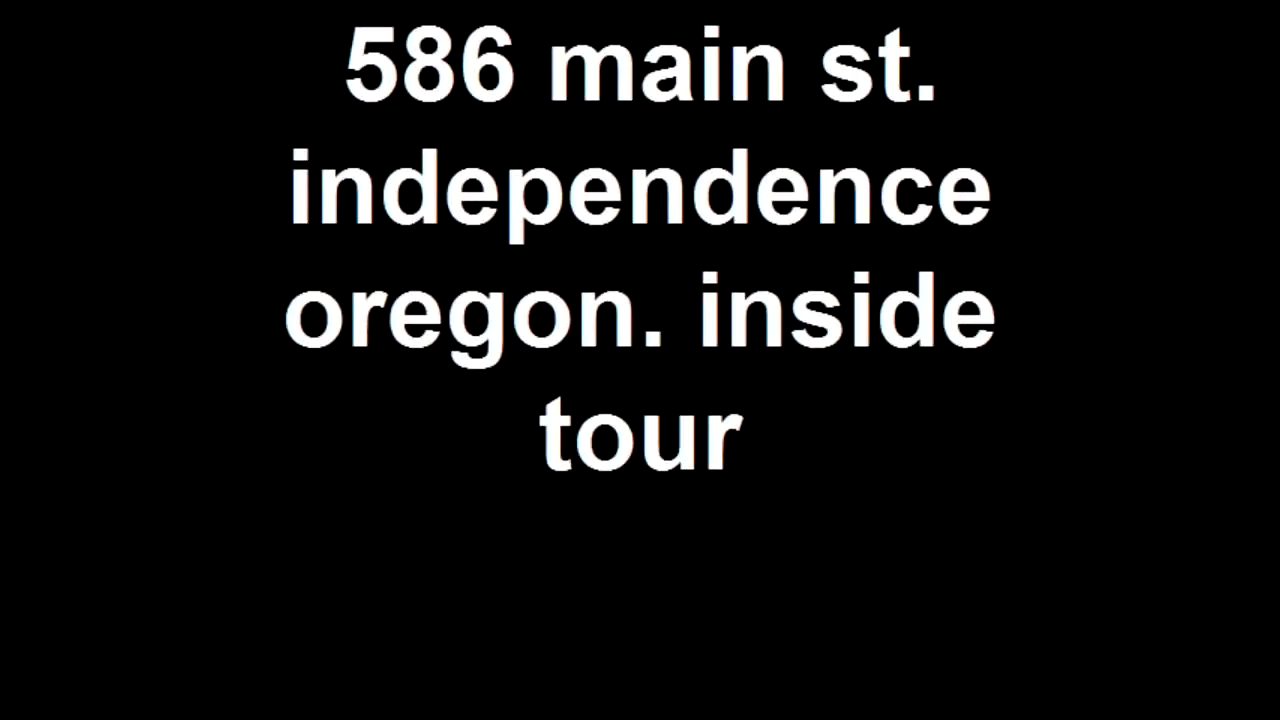 586 main st.
independence
oregon. inside
tour